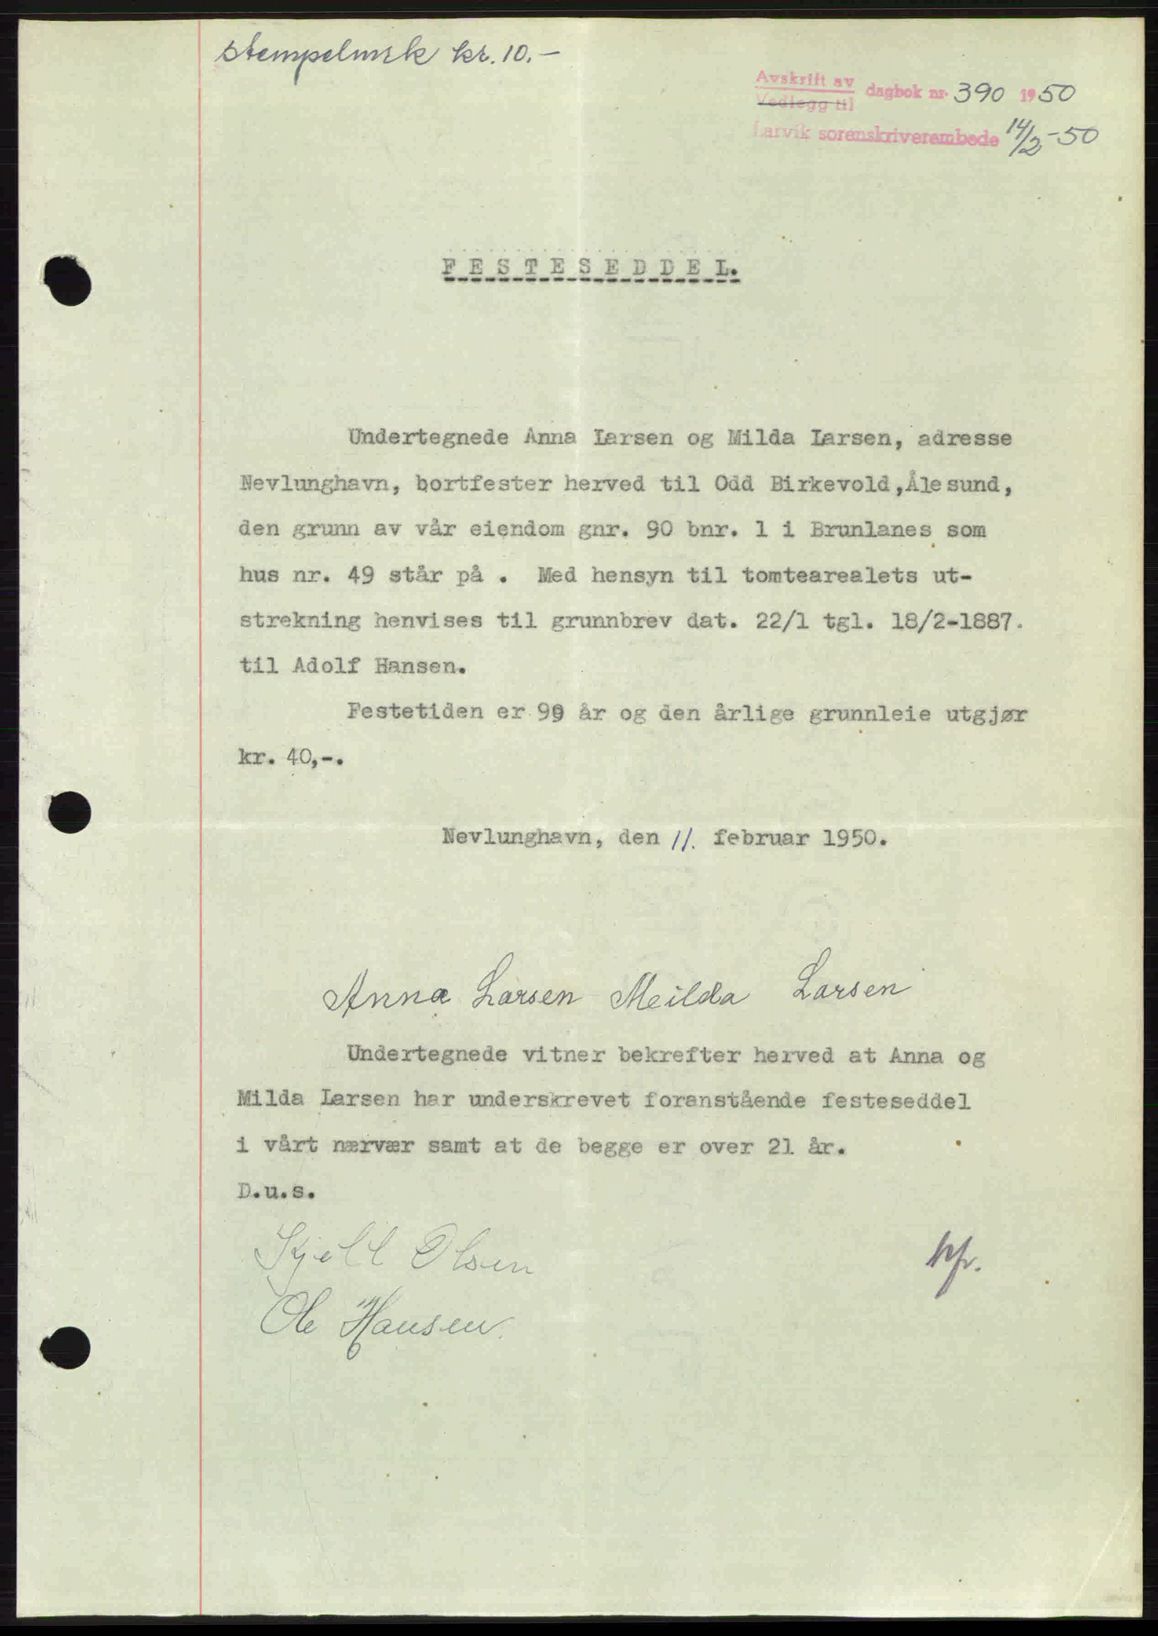 Stempelmrk kr. 10.-
Avskrift av dagbok nr. 390 1950
Vedlegg til
Larvik sorenskriverembede 14/2-50
FESTESEDDEL.
Undertegnede Anna Larsen og Milda Larsen, adresse
Nevlunghavn, bortfester herved til Odd Birkevold, Ålesund,
den grunn av vår eiendom gnr. 90 bnr. 1 i Brunlanes som
hus nr. 49 står på . Med hensyn til tomtearealets ut-
strekning henvises til grunnbrev dat. 22/1 tgl. 18/2-1887.
til Adolf Hansen.
Festetiden er 99 år og den årlige grunnleie utgjør
kr. 40,-.
Nevlunghavn, den 11. februar 1950.
Anna Larsen Meilda Larsen
Undertegnede vitner bekrefter herved at Anna og
Milda Larsen har underskrevet foranstående festeseddel
i vårt nærvær samt at de begge er over 21 år.
D.u.s.
Kjell Olsen
Ole Hansen.